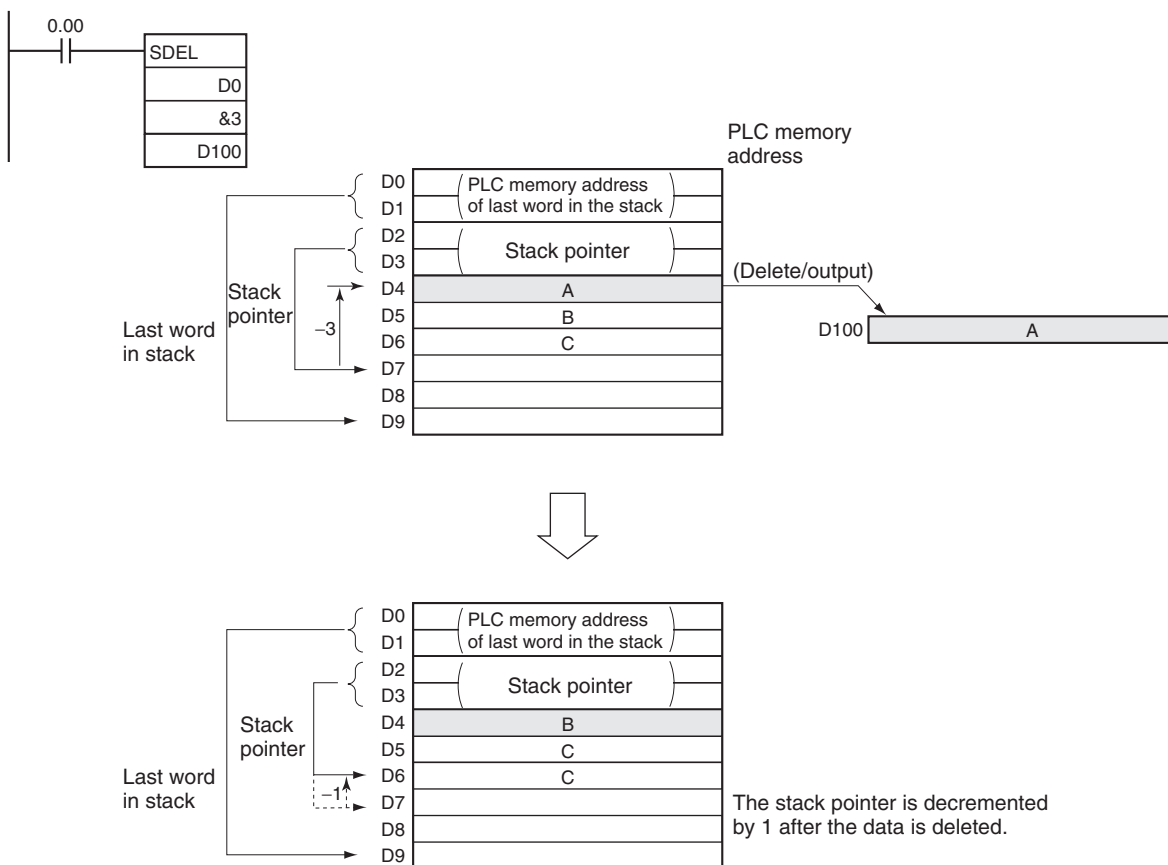 0.00
SDEL
D0
&3
D100
PLC memory
address
D0
D1
D2
D3
D4
D5
D6
D7
D8
D9
(PLC memory address
of last word in the stack)
(Stack pointer)
A
B
C
Stack
pointer
–3
Last word
in stack
(Delete/output)
D100
A
D0
D1
D2
D3
D4
D5
D6
D7
D8
D9
(PLC memory address
of last word in the stack)
(Stack pointer)
B
C
C
Stack
pointer
–1
Last word
in stack
The stack pointer is decremented
by 1 after the data is deleted.